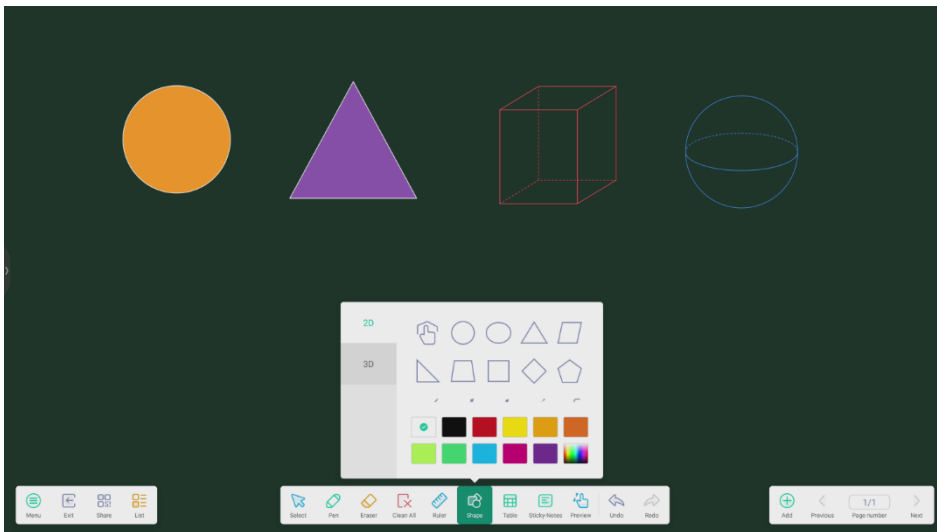 2D
3D
Menu Exit Share List
Select Pen Eraser Clean All Ruler Shape Table Sticky Notes Preview Undo Redo
Add Previous 1/1 Page number Next